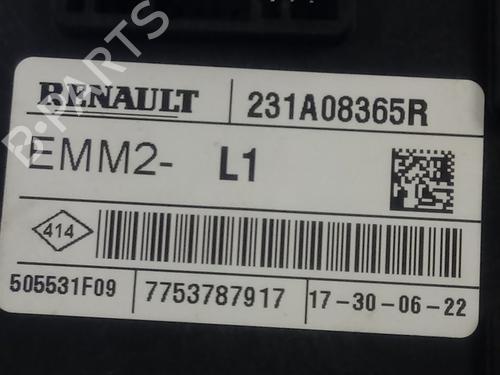 RENAULT 231A08365R
EMM2- L1
414
505531F09 7753787917 17-30-06-22
B-PARTS